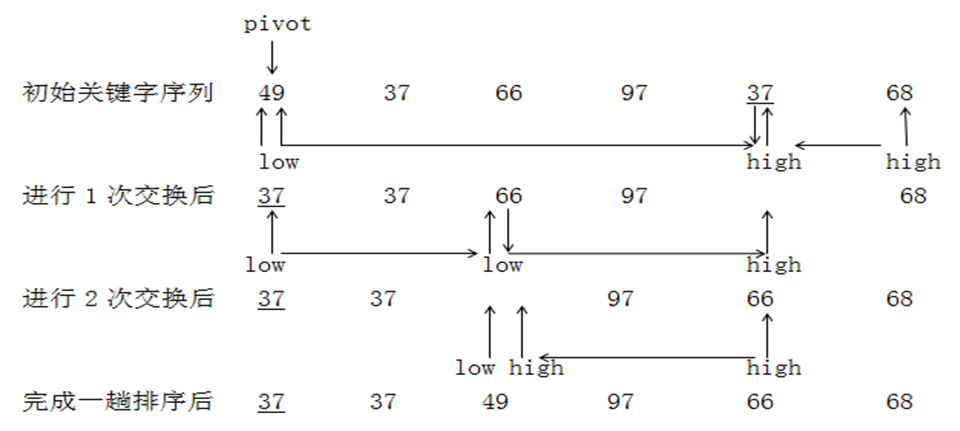 pivot
初始关键字序列 49 37 66 97 37 68
low high high
进行 1 次交换后 37 37 66 97 68
low low high
进行 2 次交换后 37 37 97 66 68
low high high
完成一趟排序后 37 37 49 97 66 68